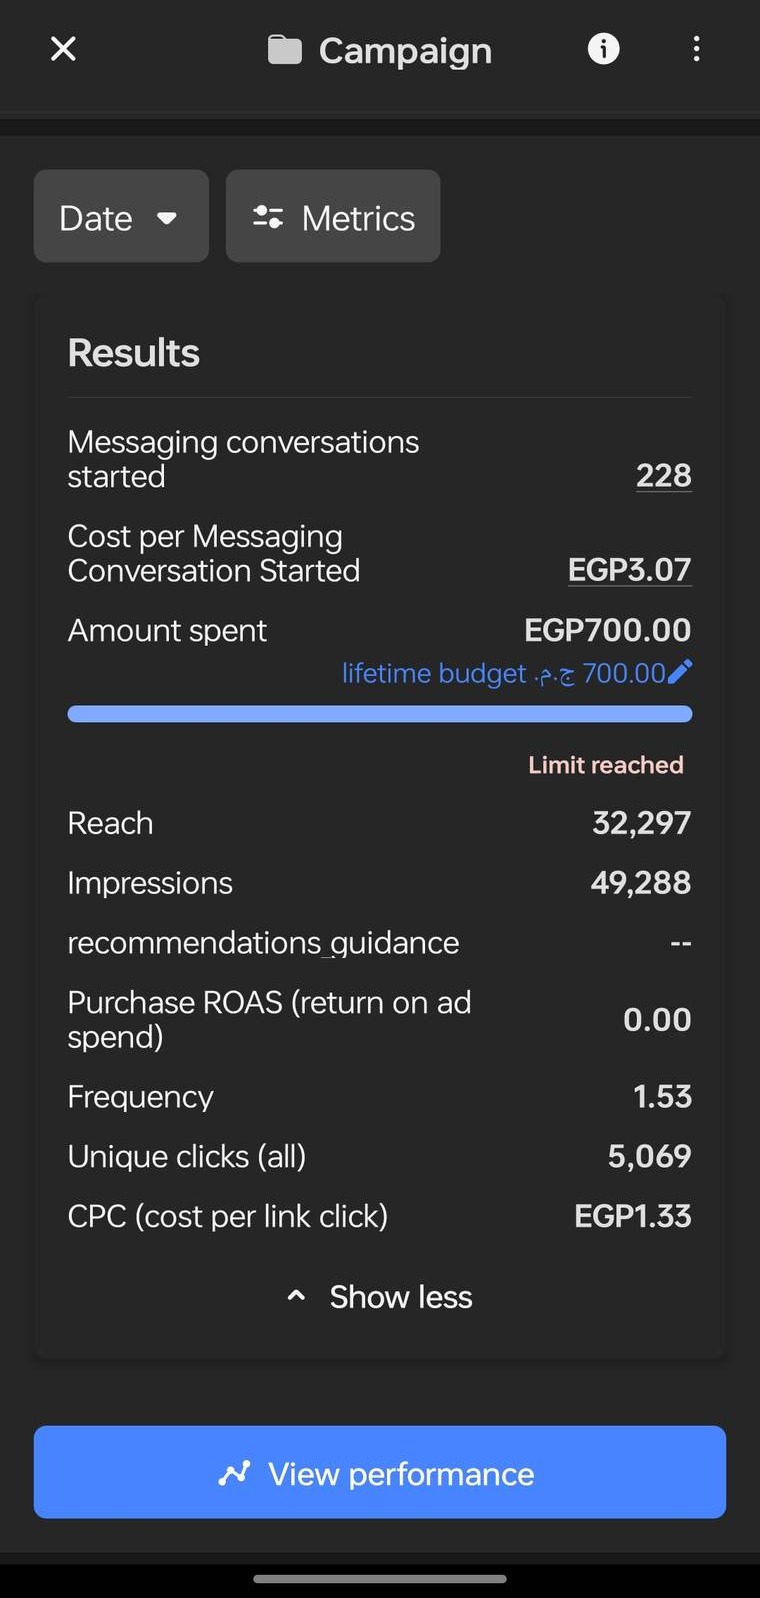 Campaign
Date
Metrics
Results
Messaging conversations
started
228
Cost per Messaging
Conversation Started
EGP3.07
Amount spent
EGP700.00
lifetime budget ج.م.‏ 700.00
Limit reached
Reach
32,297
Impressions
49,288
recommendations_guidance
--
Purchase ROAS (return on ad
spend)
0.00
Frequency
1.53
Unique clicks (all)
5,069
CPC (cost per link click)
EGP1.33
Show less
View performance